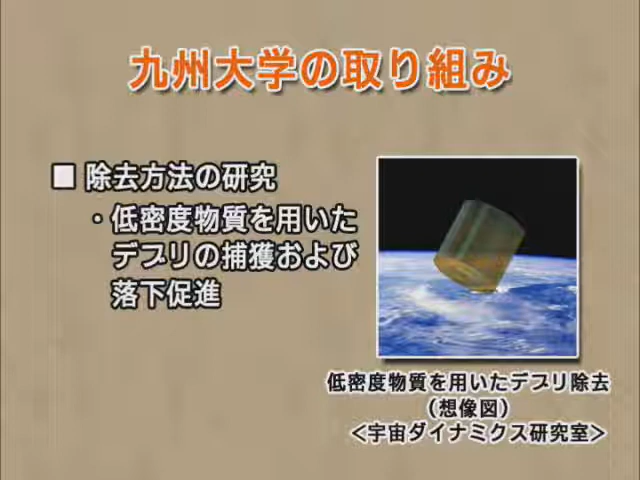 九州大学の取り組み
■ 除去方法の研究
・低密度物質を用いた
デブリの捕獲および
落下促進
低密度物質を用いたデブリ除去
（想像図）
＜宇宙ダイナミクス研究室＞